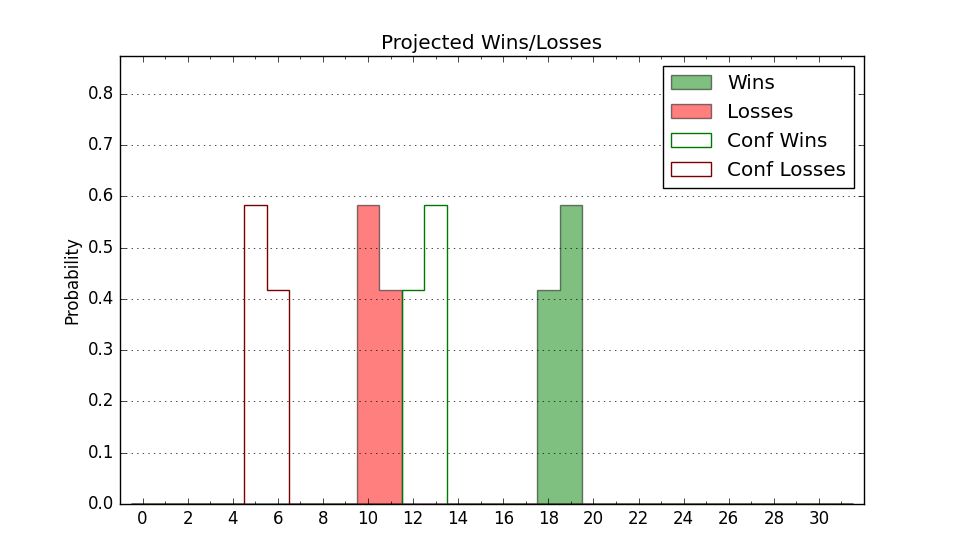 Projected Wins/Losses
Wins
Losses
Conf Wins
Conf Losses
Probability
0.8
0.7
0.6
0.5
0.4
0.3
0.2
0.1
0.0
0 2 4 6 8 10 12 14 16 18 20 22 24 26 28 30